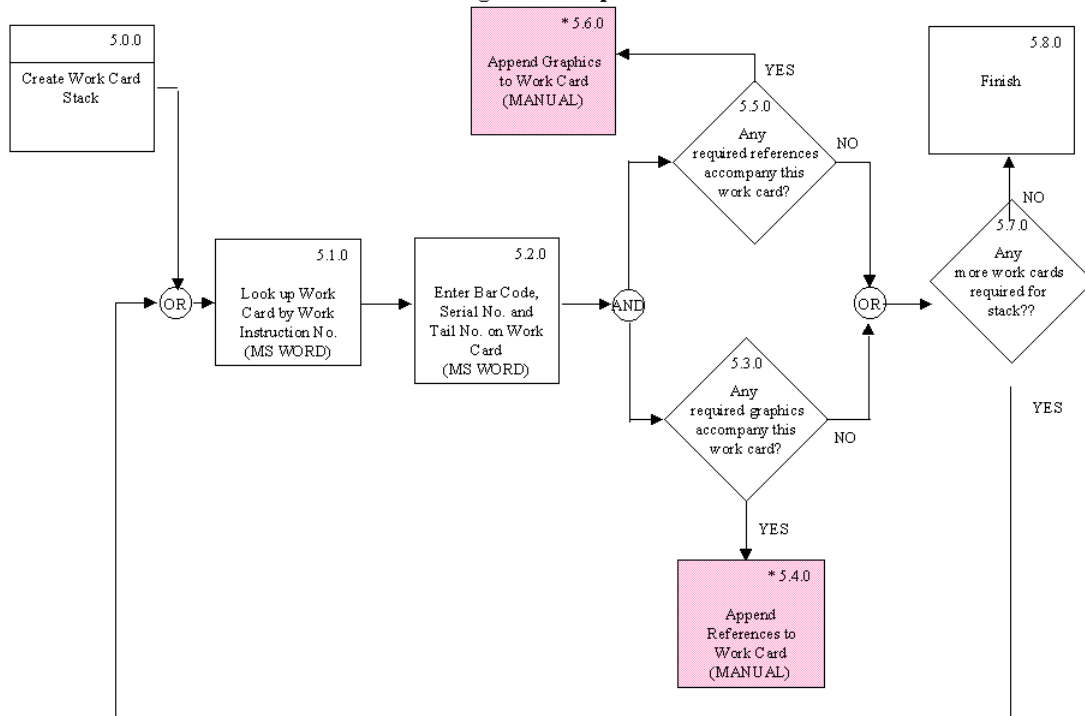 * 5.6.0
Append Graphics
to Work Card
(MANUAL)
5.0.0
Create Work Card
Stack
5.8.0
Finish
YES
5.5.0
Any
required references
accompany this
work card?
NO
NO
5.7.0
Any
more work cards
required for
stack??
YES
OR
5.1.0
Look up Work
Card by Work
Instruction No.
(MS WORD)
5.2.0
Enter Bar Code,
Serial No. and
Tail No. on Work
Card
(MS WORD)
AND
OR
5.3.0
Any
required graphics
accompany this
work card?
NO
YES
* 5.4.0
Append
References to
Work Card
(MANUAL)